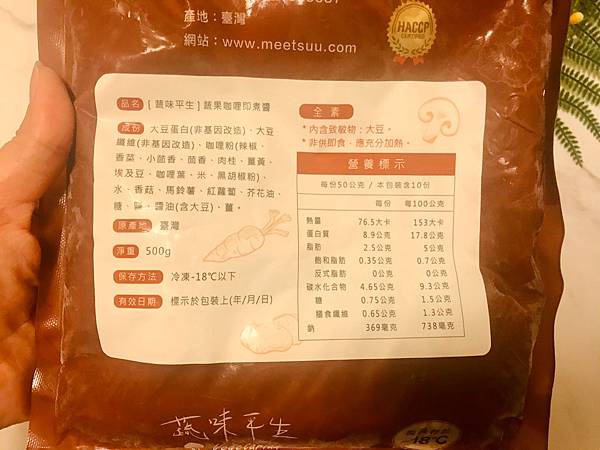 產地：臺灣
網站：www.meetsuu.com
HACCP
CERTIFIED
品名 [ 蔬味平生 ] 蔬果咖哩即煮醬
成份 大豆蛋白(非基因改造)、大豆
纖維(非基因改造)、咖哩粉(辣椒、
香菜、小茴香、茴香、肉桂、薑黃、
埃及豆、咖哩葉、米、黑胡椒粉)、
水、香菇、馬鈴薯、紅蘿蔔、芥花油、
糖、鹽、醬油(含大豆)、薑。
原產地 臺灣
淨重 500g
保存方法 冷凍-18℃以下
有效日期 標示於包裝上(年/月/日)
全素
*內含致敏物：大豆。
*非供即食，應充分加熱。
營養標示
每份50公克 / 本包裝含10份
每份 每100公克
熱量 76.5大卡 153大卡
蛋白質 8.9公克 17.8公克
脂肪 2.5公克 5公克
飽和脂肪 0.35公克 0.7公克
反式脂肪 0公克 0公克
碳水化合物 4.65公克 9.3公克
糖 0.75公克 1.5公克
膳食纖維 0.65公克 1.3公克
鈉 369毫克 738毫克
蔬味平生
-18℃